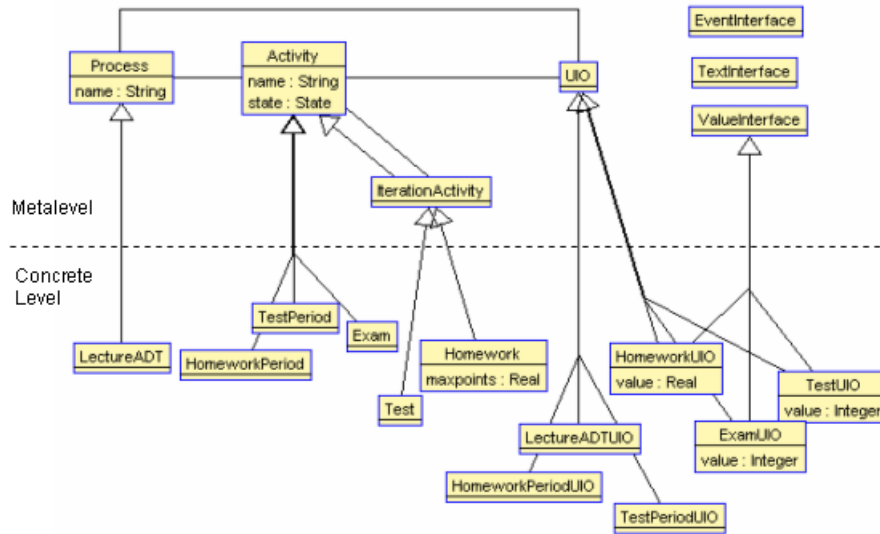 EventInterface
Process
name : String
Activity
name : String
state : State
UIO
TextInterface
ValueInterface
IterationActivity
Metalevel
Concrete
Level
TestPeriod
Exam
LectureADT
HomeworkPeriod
Homework
maxpoints : Real
HomeworkUIO
value : Real
TestUIO
value : Integer
Test
LectureADTUIO
ExamUIO
value : Integer
HomeworkPeriodUIO
TestPeriodUIO